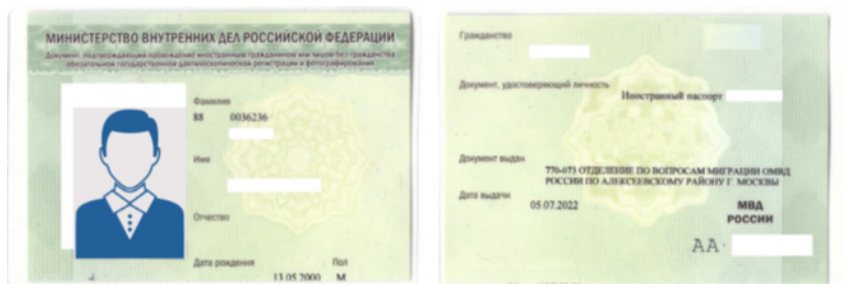 МИНИСТЕРСТВО ВНУТРЕННИХ ДЕЛ РОССИЙСКОЙ ФЕДЕРАЦИИ
Документ, подтверждающий прохождение иностранным гражданином или лицом без гражданства
обязательной государственной дактилоскопической регистрации и фотографирования
Фамилия
88 0036236
Имя
Отчество
Дата рождения Пол
13.05.2000 М
Гражданство
Документ, удостоверяющий личность
Иностранный паспорт
Документ выдан
770-073 ОТДЕЛЕНИЕ ПО ВОПРОСАМ МИГРАЦИИ ОМВД
РОССИИ ПО АЛЕКСЕЕВСКОМУ РАЙОНУ Г. МОСКВЫ
Дата выдачи
05.07.2022
МВД
РОССИИ
АА